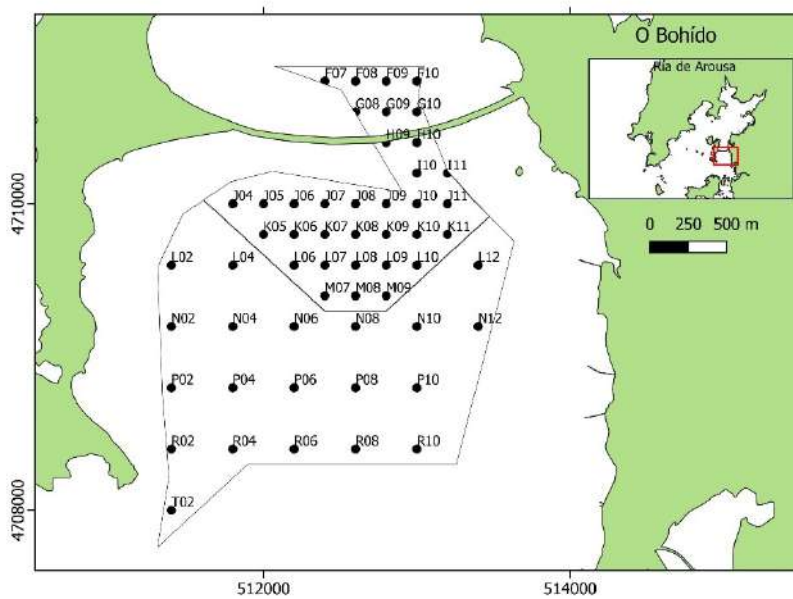 O Bohído
Ría de Arousa
F07 F08 F09 F10
G08 G09 G10
H09 H10
I10 I11
4710000
J04 J05 J06 J07 J08 J09 J10 J11
K05 K06 K07 K08 K09 K10 K11
0 250 500 m
L02 L04 L06 L07 L08 L09 L10 L12
M07 M08 M09
N02 N04 N06 N08 N10 N12
P02 P04 P06 P08 P10
R02 R04 R06 R08 R10
4708000
T02
512000 514000